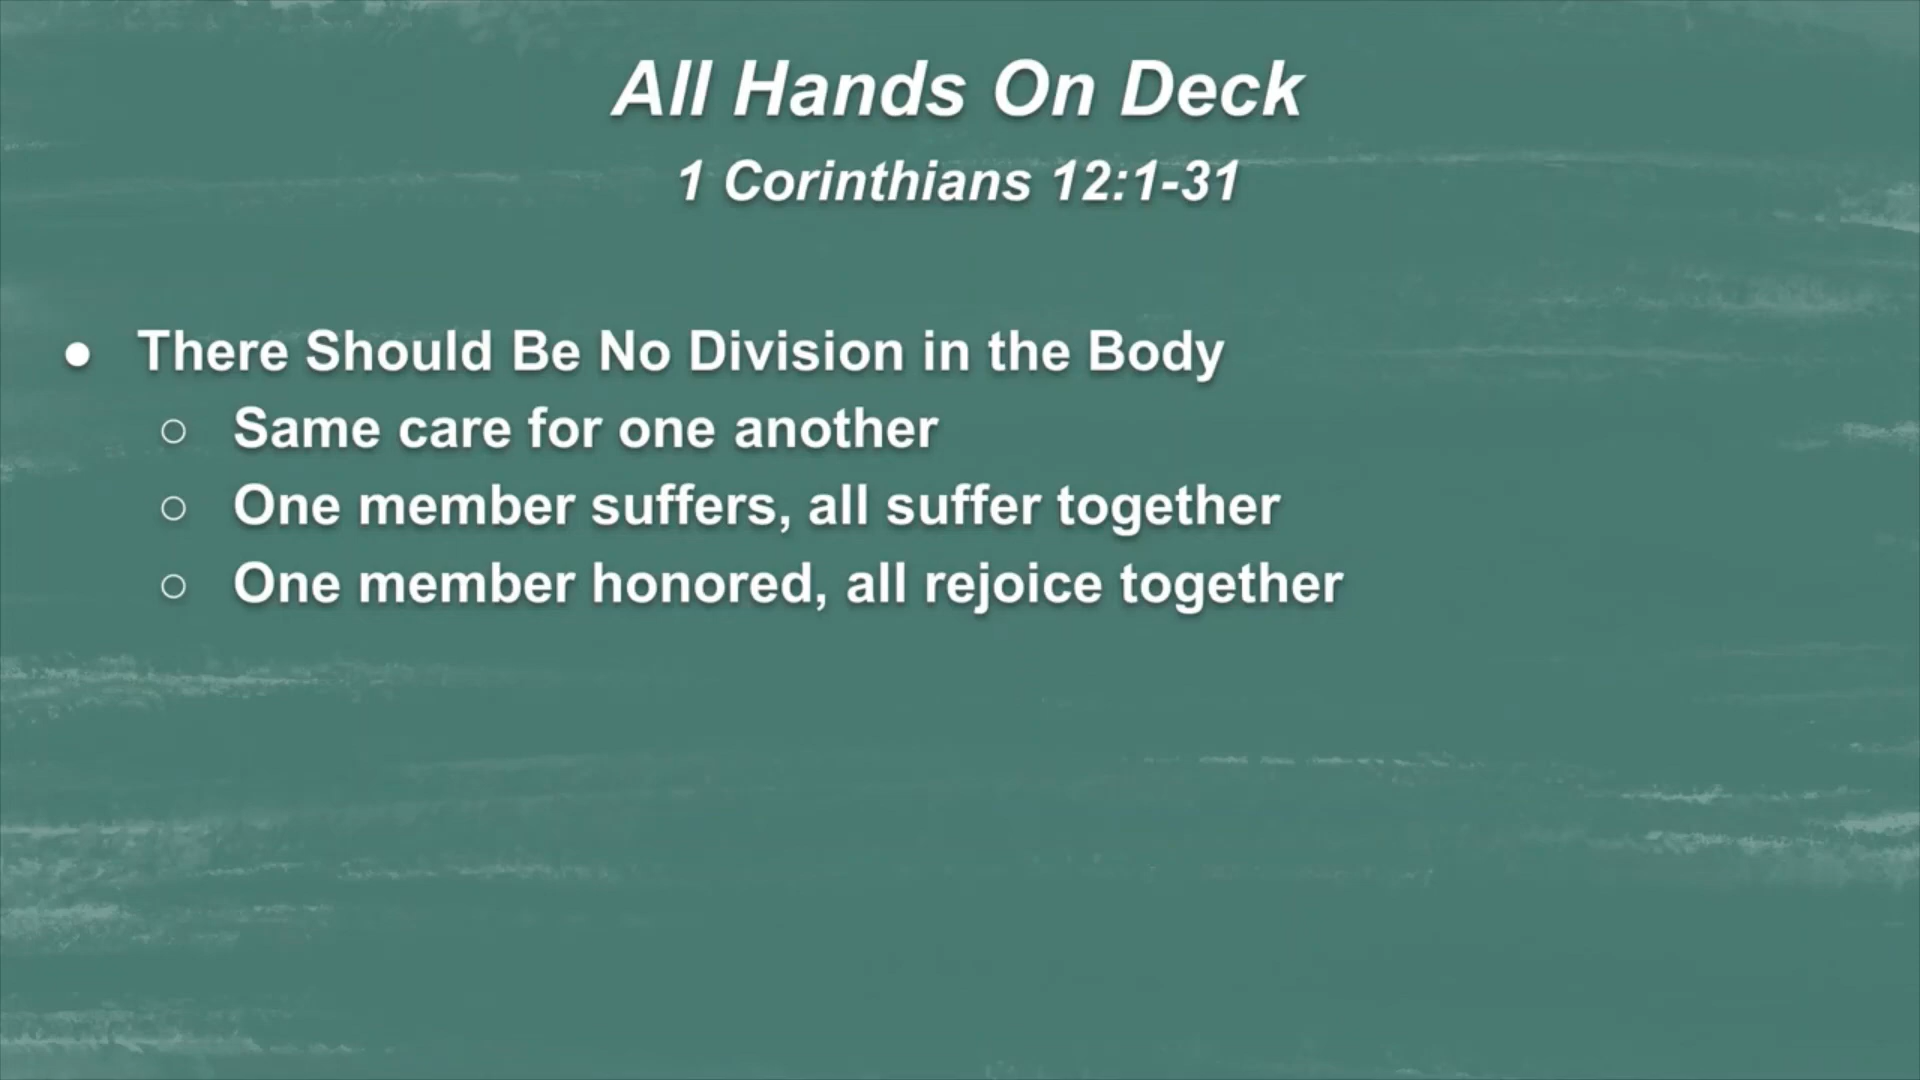 All Hands On Deck
1 Corinthians 12:1-31
● There Should Be No Division in the Body
○ Same care for one another
○ One member suffers, all suffer together
○ One member honored, all rejoice together